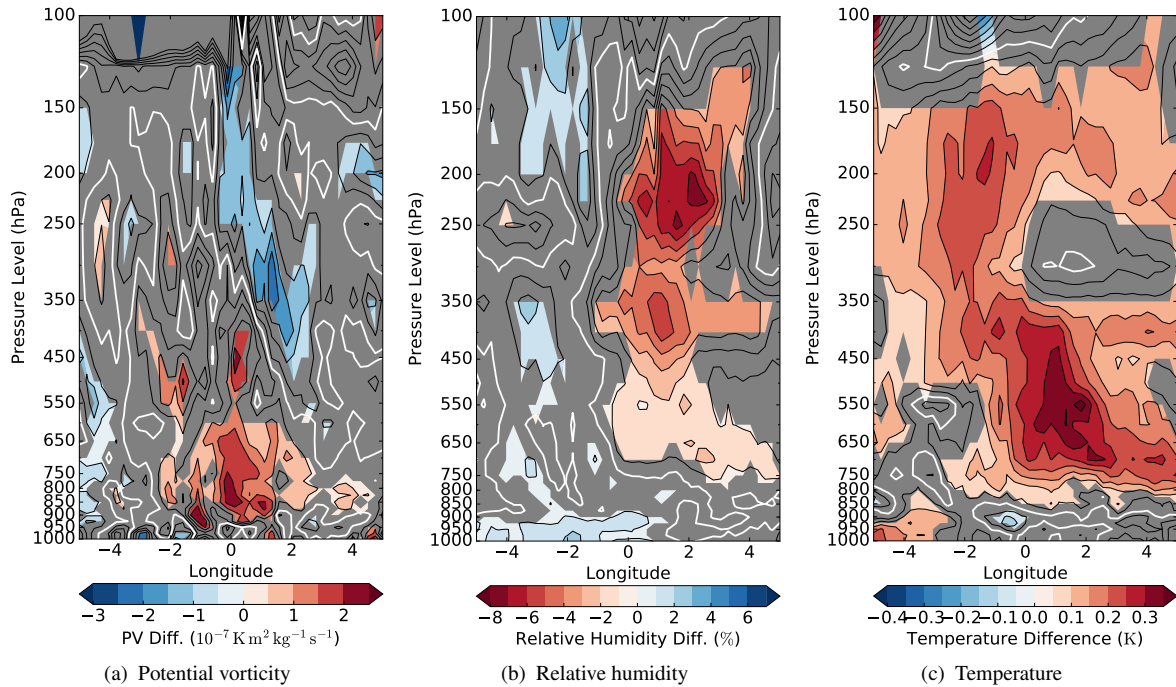 100
150
200
250
350
450
550
650
750
800
850
900
950
1000
Pressure Level (hPa)
−4 −2 0 2 4
Longitude
−3 −2 −1 0 1 2
PV Diff. (10⁻⁷ K m² kg⁻¹ s⁻¹)
(a) Potential vorticity
100
150
200
250
350
450
550
650
750
800
850
900
950
1000
Pressure Level (hPa)
−4 −2 0 2 4
Longitude
−8 −6 −4 −2 0 2 4 6
Relative Humidity Diff. (%)
(b) Relative humidity
100
150
200
250
350
450
550
650
750
800
850
900
950
1000
Pressure Level (hPa)
−4 −2 0 2 4
Longitude
−0.4 −0.3 −0.2 −0.1 0.0 0.1 0.2 0.3
Temperature Difference (K)
(c) Temperature